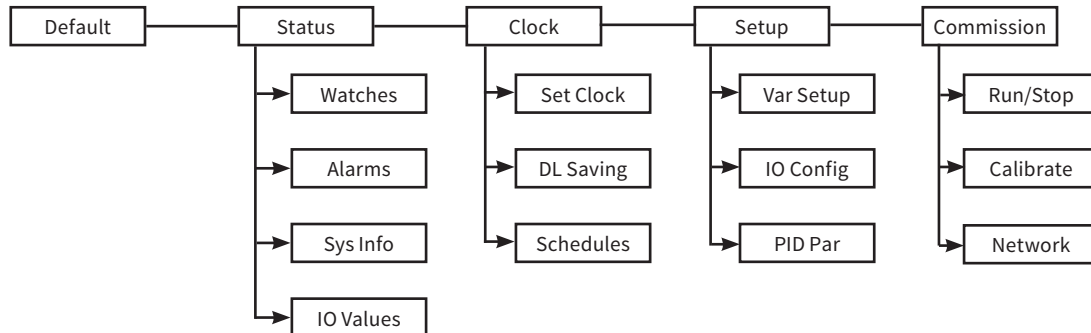 Default
Status
Clock
Setup
Commission
Watches
Set Clock
Var Setup
Run/Stop
Alarms
DL Saving
IO Config
Calibrate
Sys Info
Schedules
PID Par
Network
IO Values